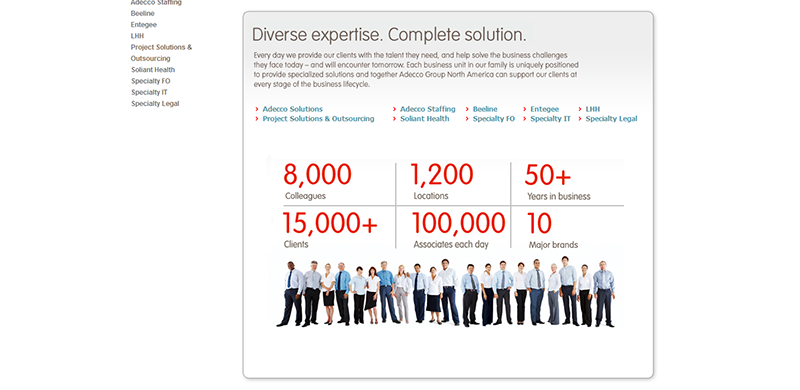 Adecco Staffing
Beeline
Entegee
LHH
Project Solutions &
Outsourcing
Soliant Health
Specialty FO
Specialty IT
Specialty Legal
Diverse expertise. Complete solution.
Every day we provide our clients with the talent they need, and help solve the business challenges
they face today – and will encounter tomorrow. Each business unit in our family is uniquely positioned
to provide specialized solutions and together Adecco Group North America can support our clients at
every stage of the business lifecycle.
› Adecco Solutions › Adecco Staffing › Beeline › Entegee › LHH
› Project Solutions & Outsourcing › Soliant Health › Specialty FO › Specialty IT › Specialty Legal
8,000 1,200 50+
Colleagues Locations Years in business
15,000+ 100,000 10
Clients Associates each day Major brands